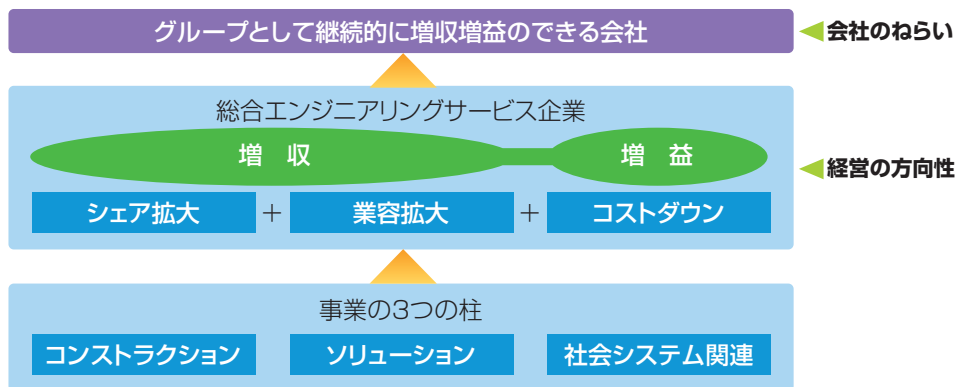 グループとして継続的に増収増益のできる会社
会社のねらい
総合エンジニアリングサービス企業
増 収
増 益
経営の方向性
シェア拡大 + 業容拡大 + コストダウン
事業の3つの柱
コンストラクション
ソリューション
社会システム関連